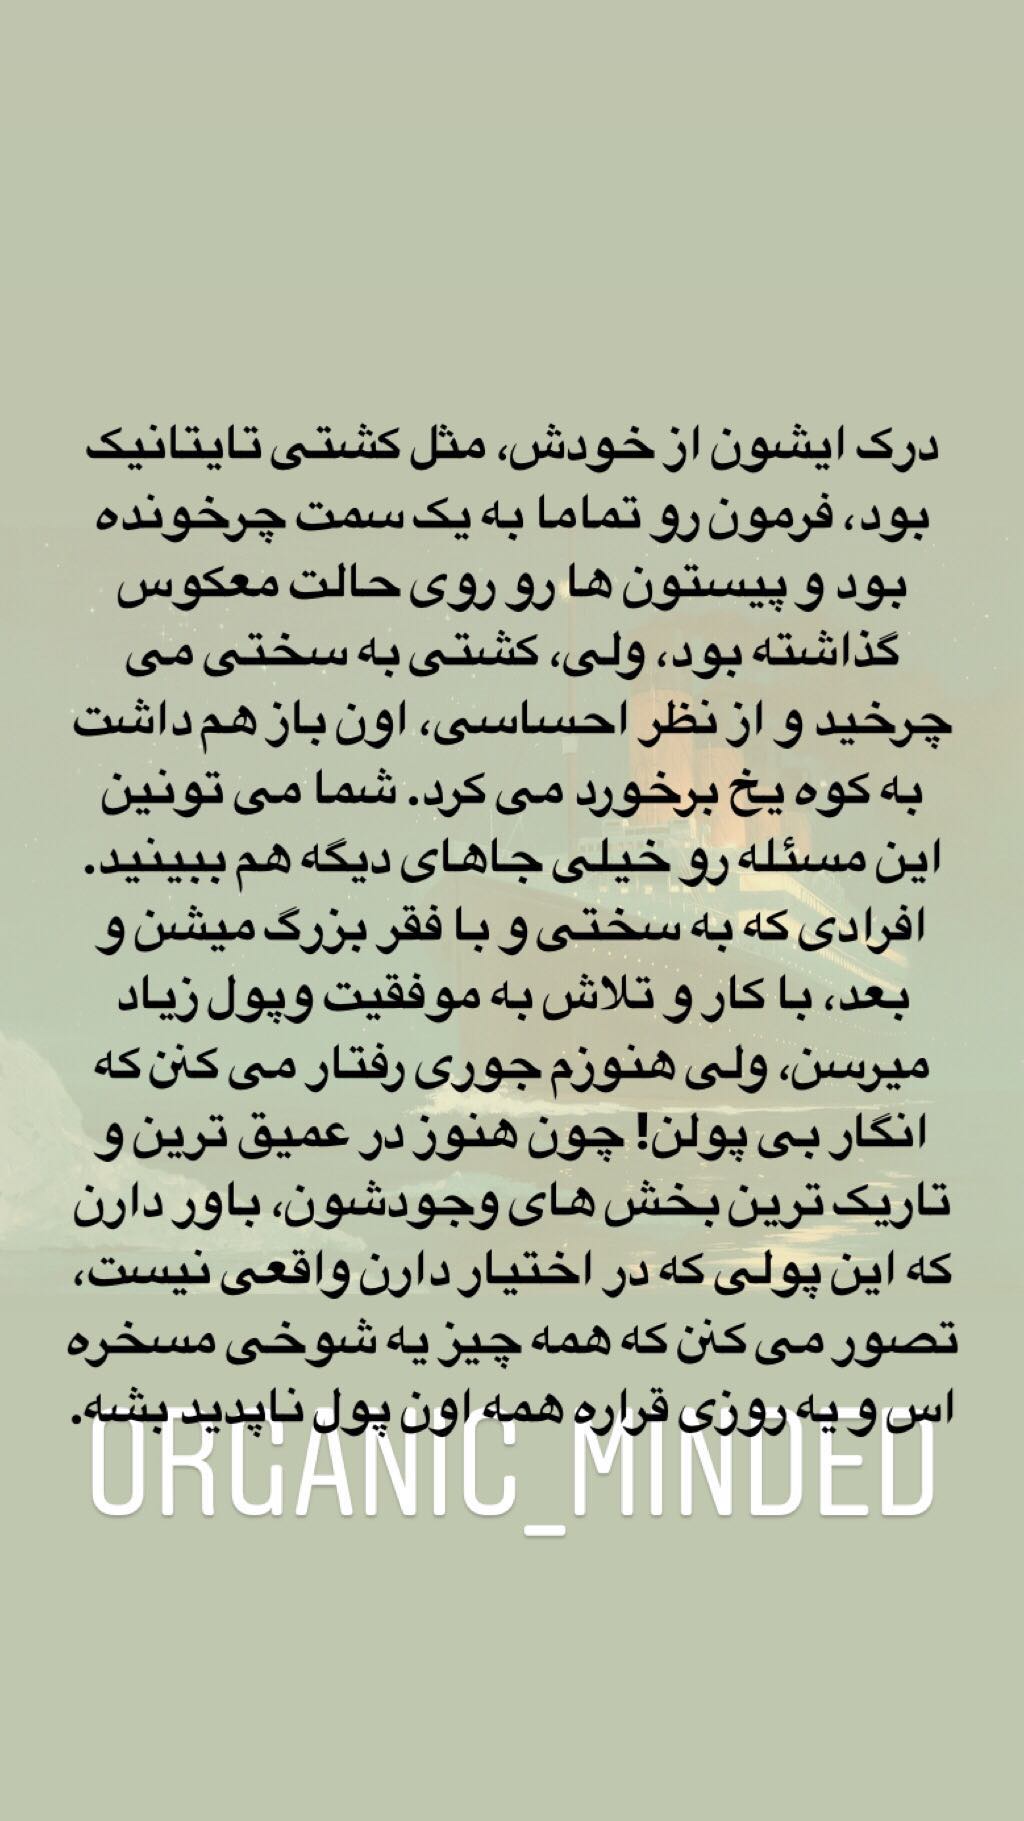 درک ایشون از خودش، مثل کشتی تایتانیک
بود، فرمون رو تماما به یک سمت چرخونده
بود و پیستون ها رو روی حالت معکوس
گذاشته بود، ولی، کشتی به سختی می
چرخید و از نظر احساسی، اون باز هم داشت
به کوه یخ برخورد می کرد. شما می تونین
این مسئله رو خیلی جاهای دیگه هم ببینید.
افرادی که به سختی و با فقر بزرگ میشن و
بعد، با کار و تلاش به موفقیت وپول زیاد
میرسن، ولی هنوزم جوری رفتار می کنن که
انگار بی پولن! چون هنوز در عمیق ترین و
تاریک ترین بخش های وجودشون، باور دارن
که این پولی که در اختیار دارن واقعی نیست،
تصور می کنن که همه چیز یه شوخی مسخره
اس و یه روزی قراره همه اون پول ناپدید بشه.
ORGANIC_MINDED